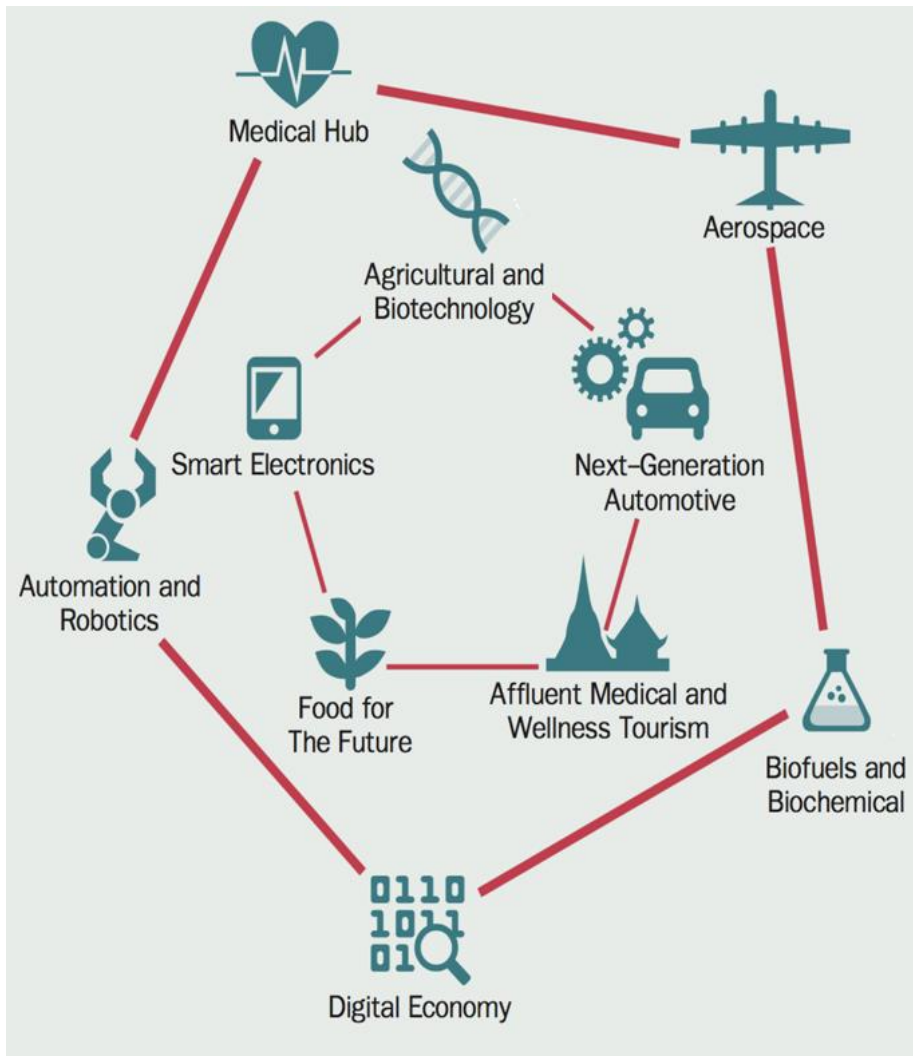 Medical Hub
Aerospace
Agricultural and
Biotechnology
Smart Electronics
Next–Generation
Automotive
Automation and
Robotics
Food for
The Future
Affluent Medical and
Wellness Tourism
Biofuels and
Biochemical
0110
1011
01
Digital Economy